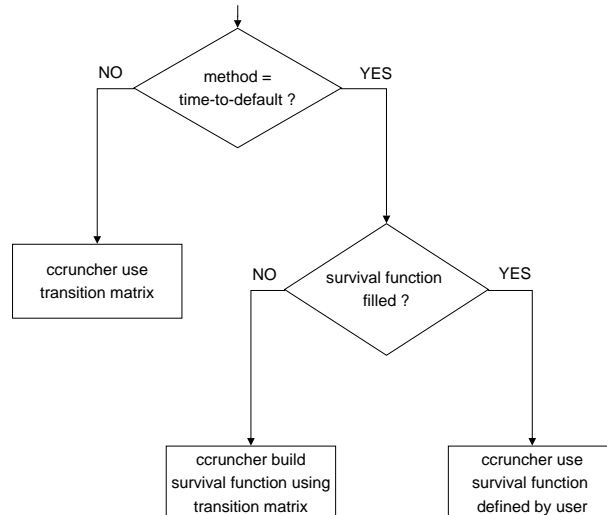 NO
method =
time-to-default ?
YES
ccruncher use
transition matrix
NO
survival function
filled ?
YES
ccruncher build
survival function using
transition matrix
ccruncher use
survival function
defined by user